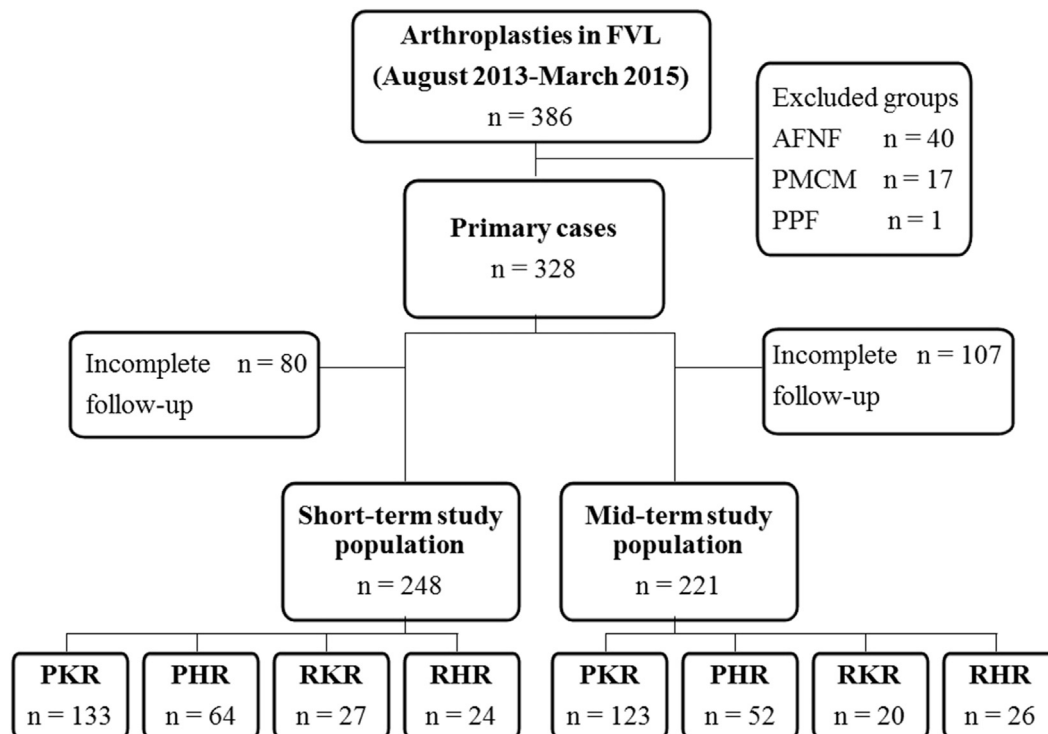 Arthroplasties in FVL
(August 2013-March 2015)
n = 386
Excluded groups
AFNF n = 40
PMCM n = 17
PPF n = 1
Primary cases
n = 328
Incomplete n = 80
follow-up
Incomplete n = 107
follow-up
Short-term study
population
n = 248
Mid-term study
population
n = 221
PKR
n = 133
PHR
n = 64
RKR
n = 27
RHR
n = 24
PKR
n = 123
PHR
n = 52
RKR
n = 20
RHR
n = 26